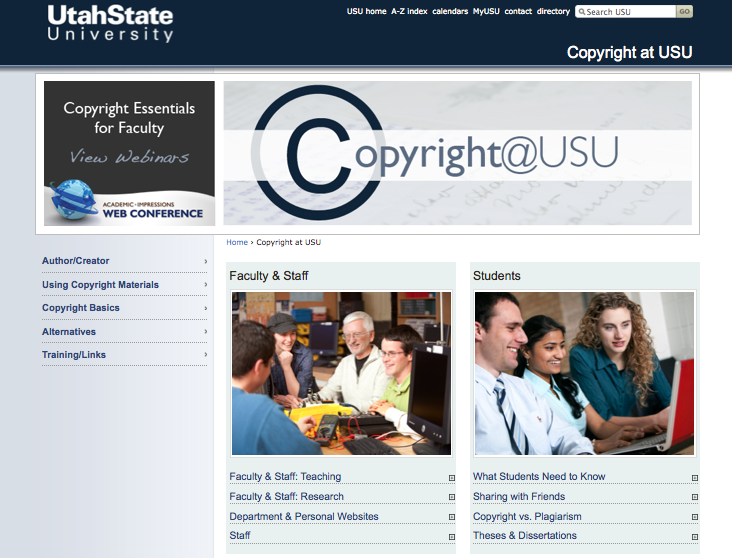 UtahState
University
USU home A-Z index calendars MyUSU contact directory Search USU GO
Copyright at USU
Copyright Essentials
for Faculty
View Webinars
ACADEMIC · IMPRESSIONS
WEB CONFERENCE
Copyright@USU
Home › Copyright at USU
Author/Creator ›
Using Copyright Materials
Copyright Basics ›
Alternatives ›
Training/Links ›
Faculty & Staff
Faculty & Staff: Teaching
Faculty & Staff: Research
Department & Personal Websites
Staff
Students
What Students Need to Know
Sharing with Friends
Copyright vs. Plagiarism
Theses & Dissertations